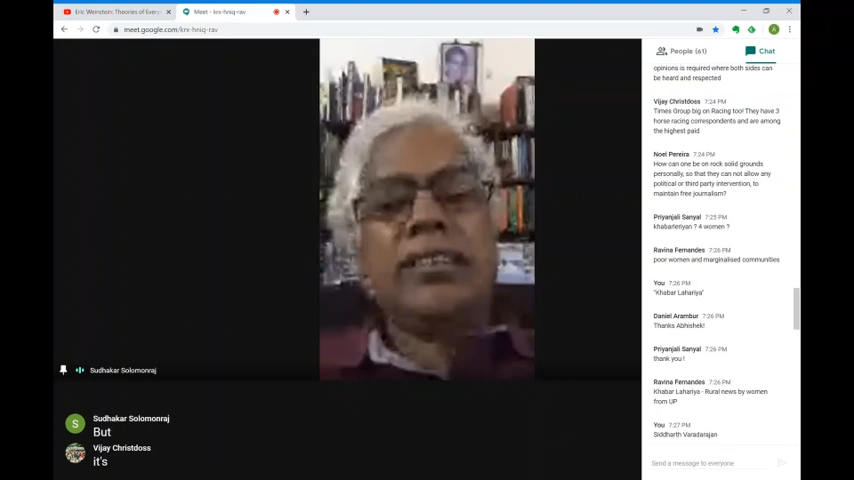 Eric Weinstein: Theories of Every
Meet - krv-hniq-rav
meet.google.com/krv-hniq-rav
People (61)
Chat
opinions is required where both sides can
be heard and respected
Vijay Christdoss 7:24 PM
Times Group big on Racing too! They have 3
horse racing correspondents and are among
the highest paid
Noel Pereira 7:24 PM
How can one be on rock solid grounds
personally, so that they can not allow any
political or third party intervention, to
maintain free journalism?
Priyanjali Sanyal 7:25 PM
khabarleriyan ? 4 women ?
Ravina Fernandes 7:26 PM
poor women and marginalised communities
You 7:26 PM
"Khabar Lahariya"
Daniel Arambur 7:26 PM
Thanks Abhishek!
Priyanjali Sanyal 7:26 PM
thank you !
Ravina Fernandes 7:26 PM
Khabar Lahariya - Rural news by women
from UP
You 7:27 PM
Siddharth Varadarajan
Send a message to everyone
Sudhakar Solomonraj
S
Sudhakar Solomonraj
But
Vijay Christdoss
it's
A